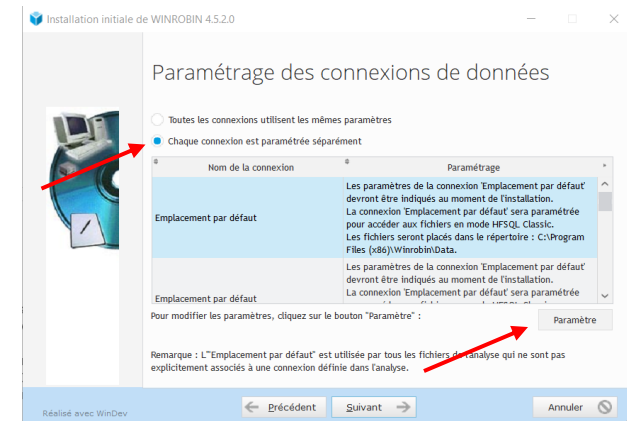 Installation initiale de WINROBIN 4.5.2.0
Paramétrage des connexions de données
Toutes les connexions utilisent les mêmes paramètres
Chaque connexion est paramétrée séparément
Nom de la connexion
Paramétrage
Emplacement par défaut
Les paramètres de la connexion 'Emplacement par défaut'
devront être indiqués au moment de l'installation.
La connexion 'Emplacement par défaut' sera paramétrée
pour accéder aux fichiers en mode HFSQL Classic.
Les fichiers seront placés dans le répertoire : C:\Program
Files (x86)\Winrobin\Data.
Emplacement par défaut
Les paramètres de la connexion 'Emplacement par défaut'
devront être indiqués au moment de l'installation.
La connexion 'Emplacement par défaut' sera paramétrée
Pour modifier les paramètres, cliquez sur le bouton "Paramètre" :
Paramètre
Remarque : L'"Emplacement par défaut" est utilisée par tous les fichiers de l'analyse qui ne sont pas
explicitement associés à une connexion définie dans l'analyse.
Réalisé avec WinDev
Précédent
Suivant
Annuler